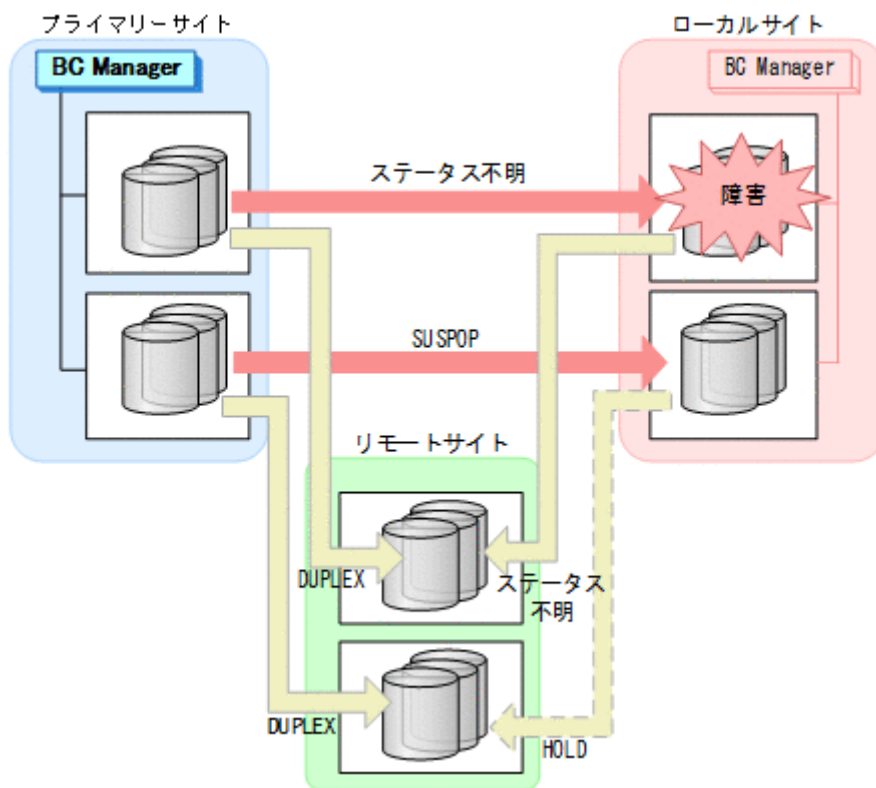 プライマリーサイト
ローカルサイト
BC Manager
BC Manager
ステータス不明
障害
SUSPOP
リモートサイト
DUPLEX
ステータス
不明
DUPLEX
HOLD